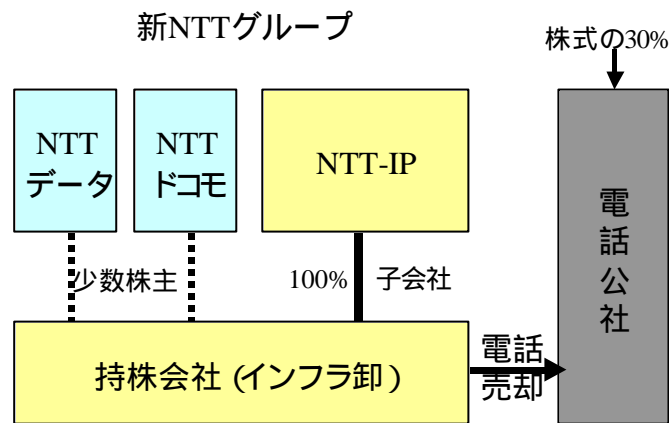 新NTTグループ
株式の30%
NTT
データ
NTT
ドコモ
NTT-IP
電話公社
少数株主
100%
子会社
持株会社 (インフラ卸)
電話
売却